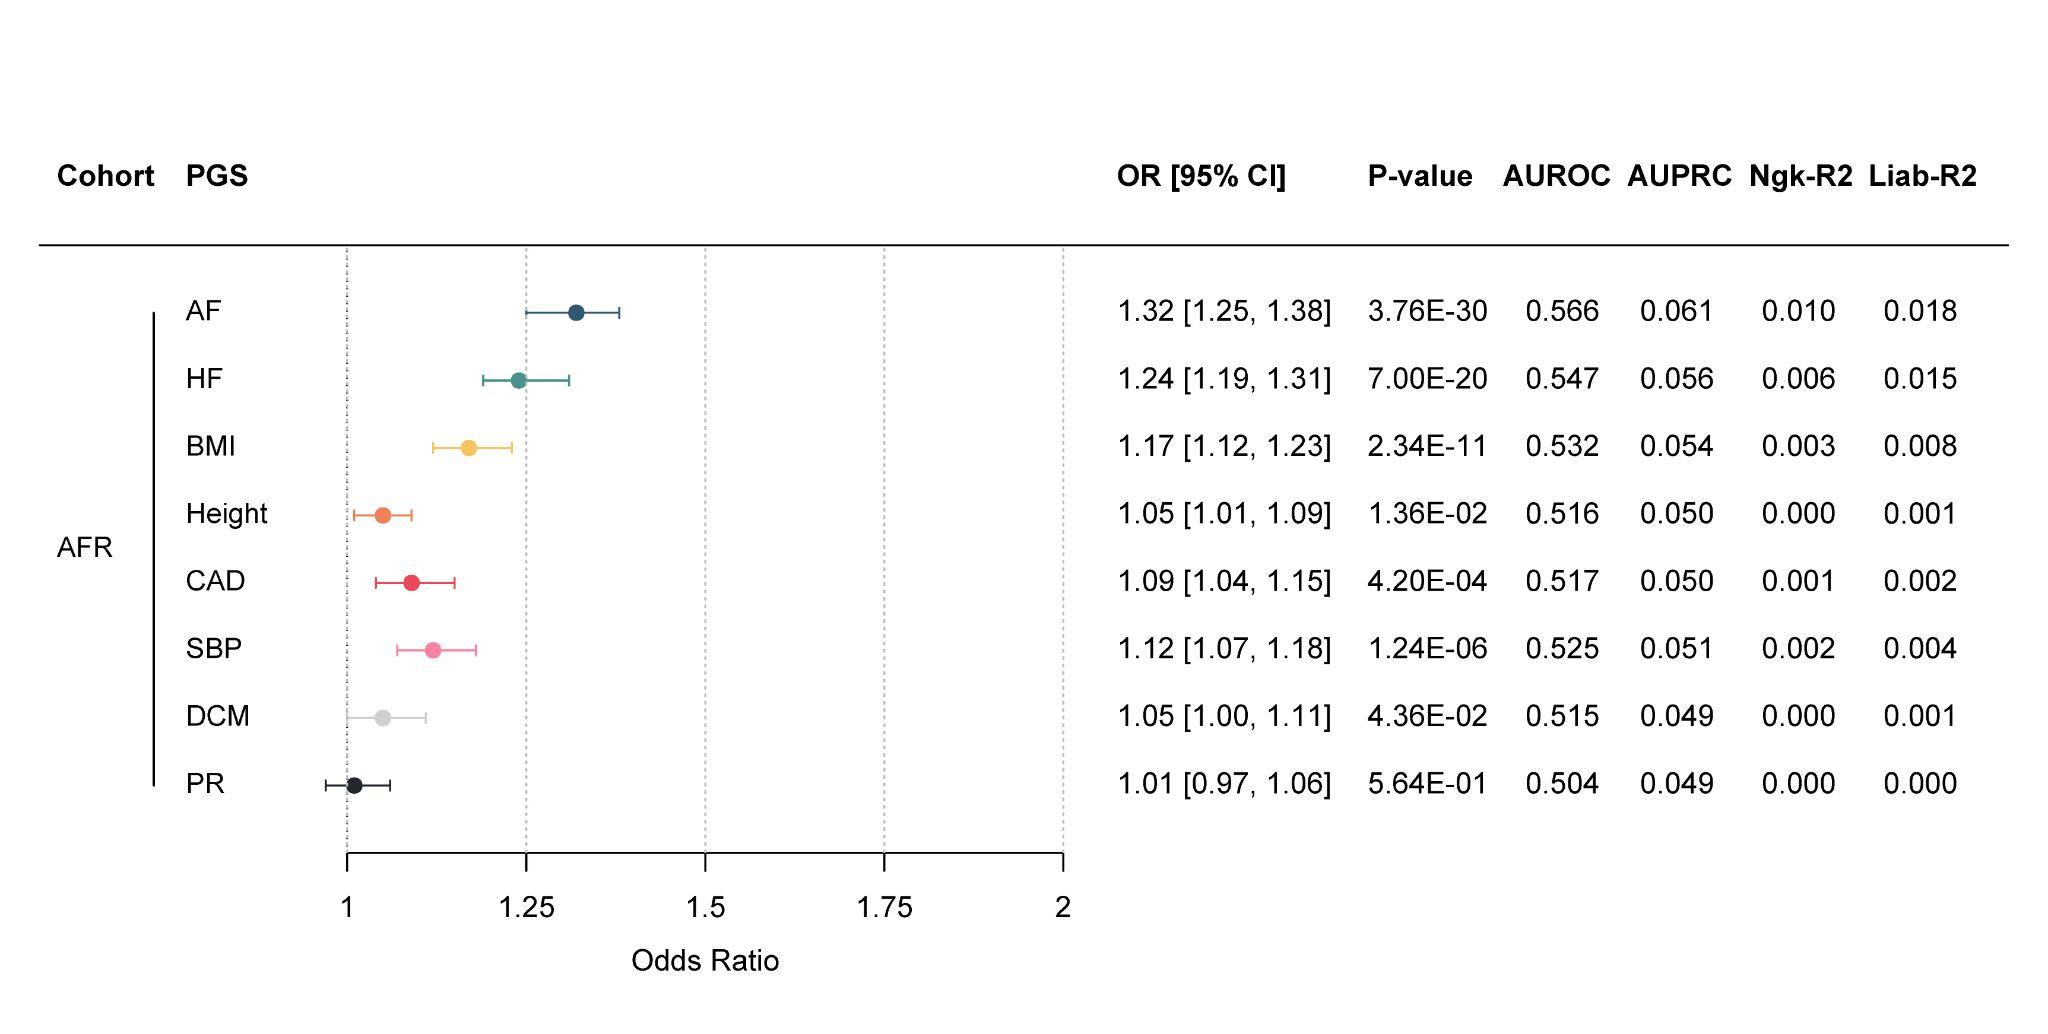 Cohort PGS OR [95% CI] P-value AUROC AUPRC Ngk-R2 Liab-R2
AF 1.32 [1.25, 1.38] 3.76E-30 0.566 0.061 0.010 0.018
HF 1.24 [1.19, 1.31] 7.00E-20 0.547 0.056 0.006 0.015
BMI 1.17 [1.12, 1.23] 2.34E-11 0.532 0.054 0.003 0.008
Height 1.05 [1.01, 1.09] 1.36E-02 0.516 0.050 0.000 0.001
AFR
CAD 1.09 [1.04, 1.15] 4.20E-04 0.517 0.050 0.001 0.002
SBP 1.12 [1.07, 1.18] 1.24E-06 0.525 0.051 0.002 0.004
DCM 1.05 [1.00, 1.11] 4.36E-02 0.515 0.049 0.000 0.001
PR 1.01 [0.97, 1.06] 5.64E-01 0.504 0.049 0.000 0.000
1 1.25 1.5 1.75 2
Odds Ratio